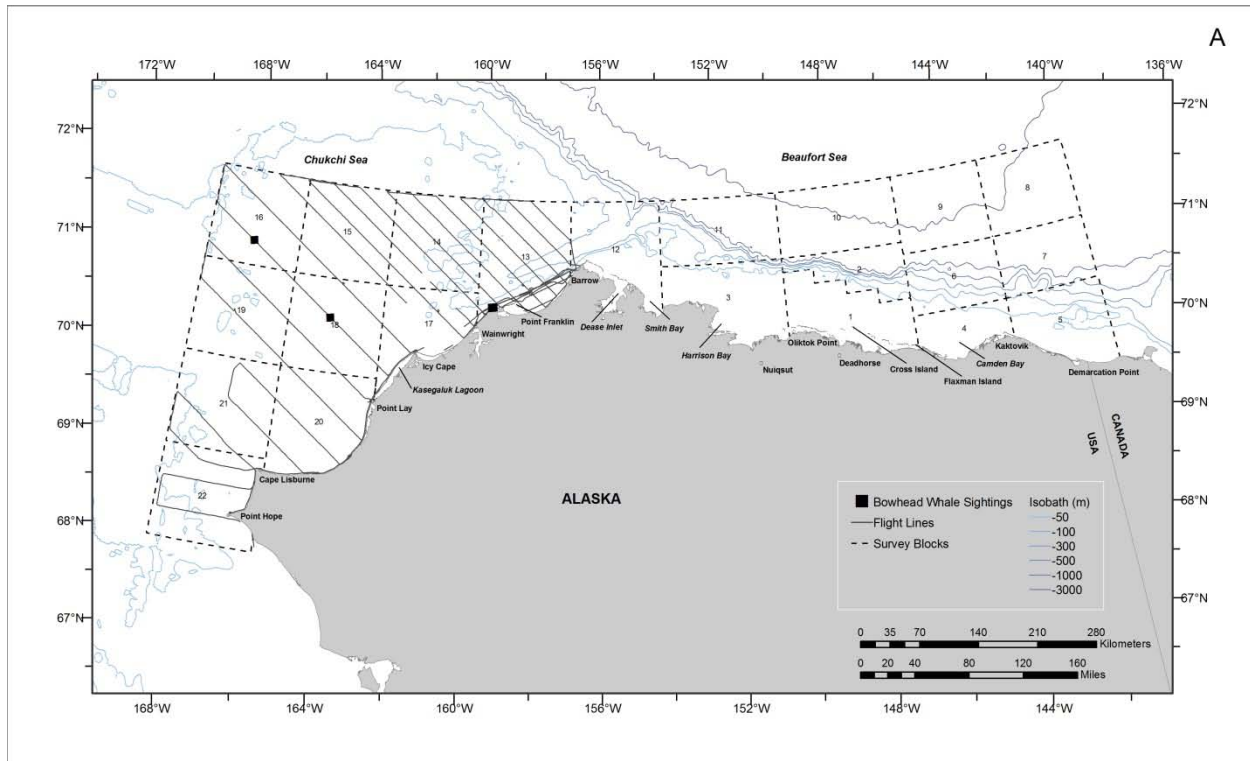 A
172°W 168°W 164°W 160°W 156°W 152°W 148°W 144°W 140°W 136°W
72°N 72°N
Chukchi Sea Beaufort Sea
71°N 71°N
70°N 70°N
69°N 69°N
68°N 68°N
67°N 67°N
16
15
14
13
12
11
10
9
8
7
6
5
4
3
2
1
17
18
19
20
21
22
Barrow
Point Franklin
Wainwright
Icy Cape
Kasegaluk Lagoon
Point Lay
Cape Lisburne
Point Hope
Dease Inlet
Smith Bay
Harrison Bay
Oliktok Point
Nuiqsut
Deadhorse
Cross Island
Flaxman Island
Camden Bay
Kaktovik
Demarcation Point
USA
CANADA
ALASKA
Bowhead Whale Sightings
Flight Lines
Survey Blocks
Isobath (m)
-50
-100
-300
-500
-1000
-3000
0 35 70 140 210 280
Kilometers
0 20 40 80 120 160
Miles
168°W 164°W 160°W 156°W 152°W 148°W 144°W